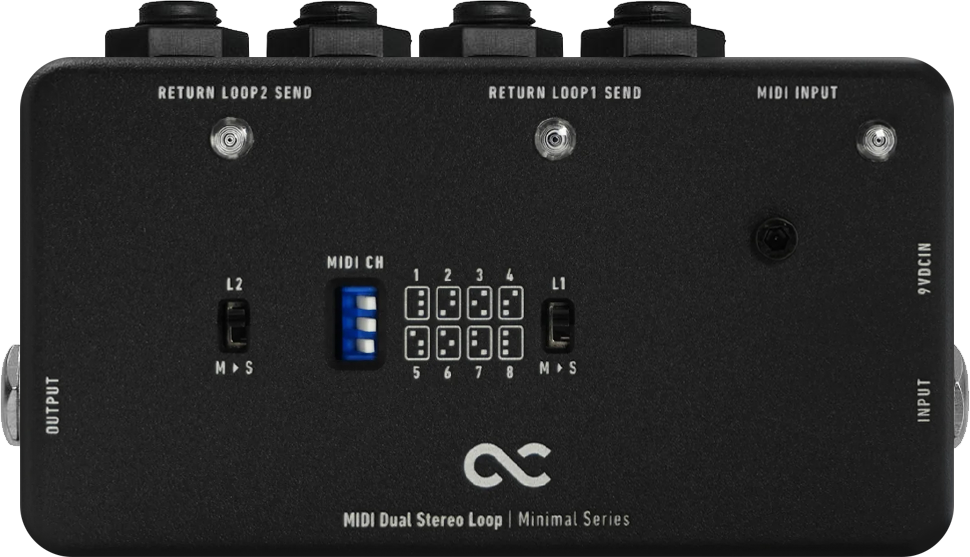 RETURN LOOP2 SEND
RETURN LOOP1 SEND
MIDI INPUT
9VDCIN
MIDI CH
1 2 3 4
L2
L1
M ▸ S
5 6 7 8
M ▸ S
OUTPUT
INPUT
MIDI Dual Stereo Loop | Minimal Series